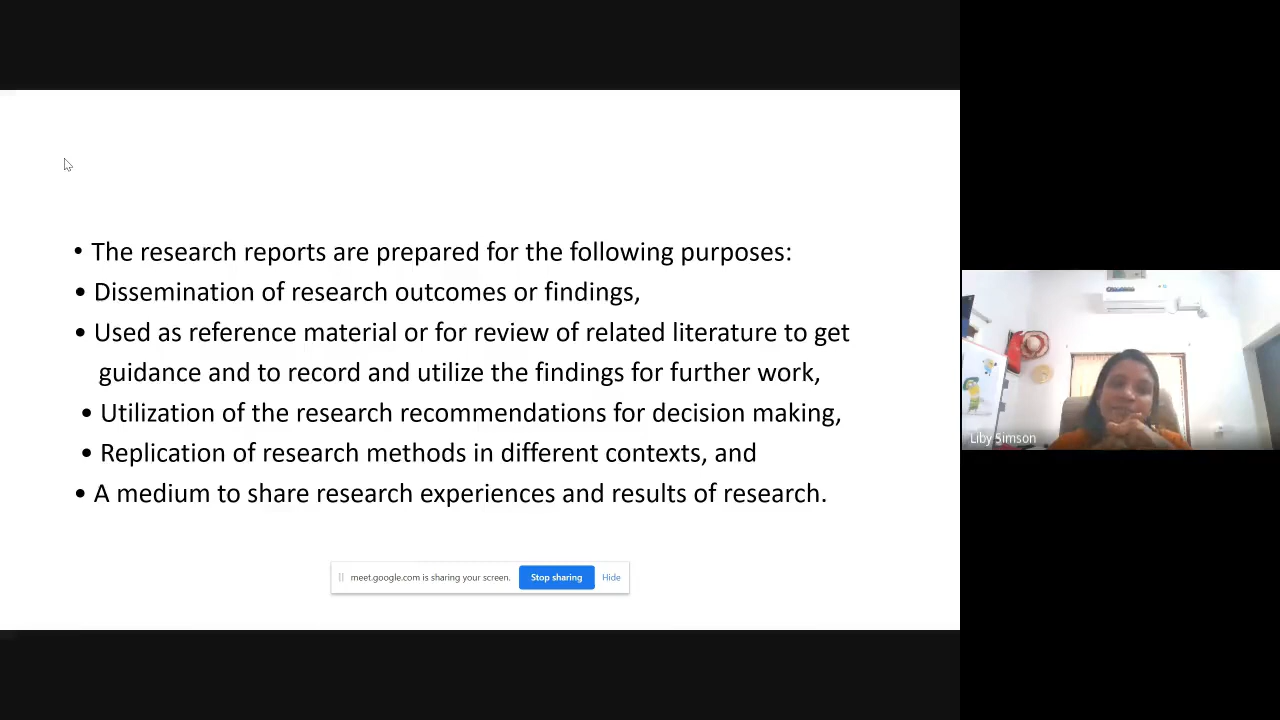 • The research reports are prepared for the following purposes:
• Dissemination of research outcomes or findings,
• Used as reference material or for review of related literature to get
guidance and to record and utilize the findings for further work,
• Utilization of the research recommendations for decision making,
• Replication of research methods in different contexts, and
• A medium to share research experiences and results of research.
meet.google.com is sharing your screen. Stop sharing Hide
Liby Simson